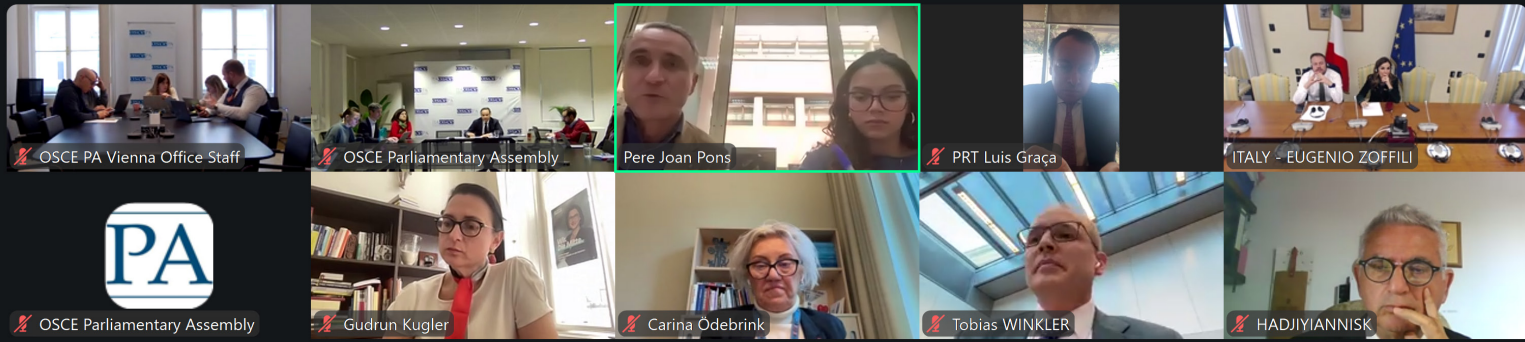 OSCE PA Vienna Office Staff
OSCE Parliamentary Assembly
Pere Joan Pons
PRT Luis Graça
ITALY - EUGENIO ZOFFILI
PA
OSCE Parliamentary Assembly
Gudrun Kugler
Carina Ödebrink
Tobias WINKLER
HADJIYIANNISK